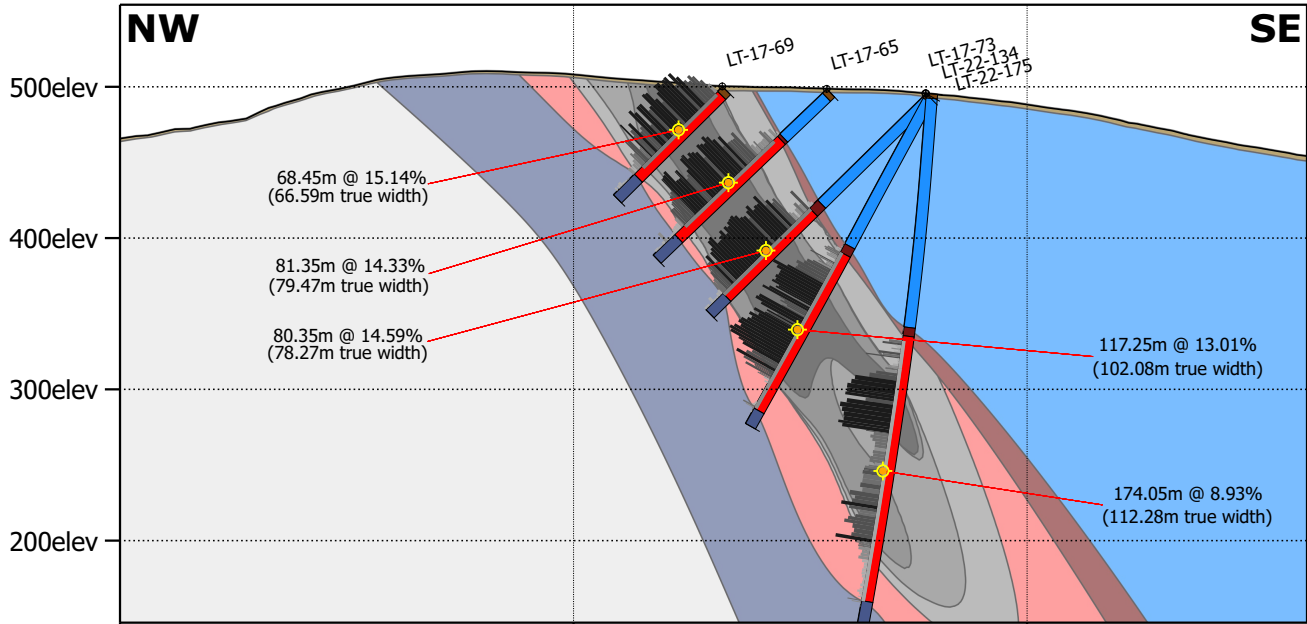 NW
SE
LT-17-69
LT-17-65
LT-17-73
LT-22-134
LT-22-175
500elev
400elev
300elev
200elev
68.45m @ 15.14%
(66.59m true width)
81.35m @ 14.33%
(79.47m true width)
80.35m @ 14.59%
(78.27m true width)
117.25m @ 13.01%
(102.08m true width)
174.05m @ 8.93%
(112.28m true width)